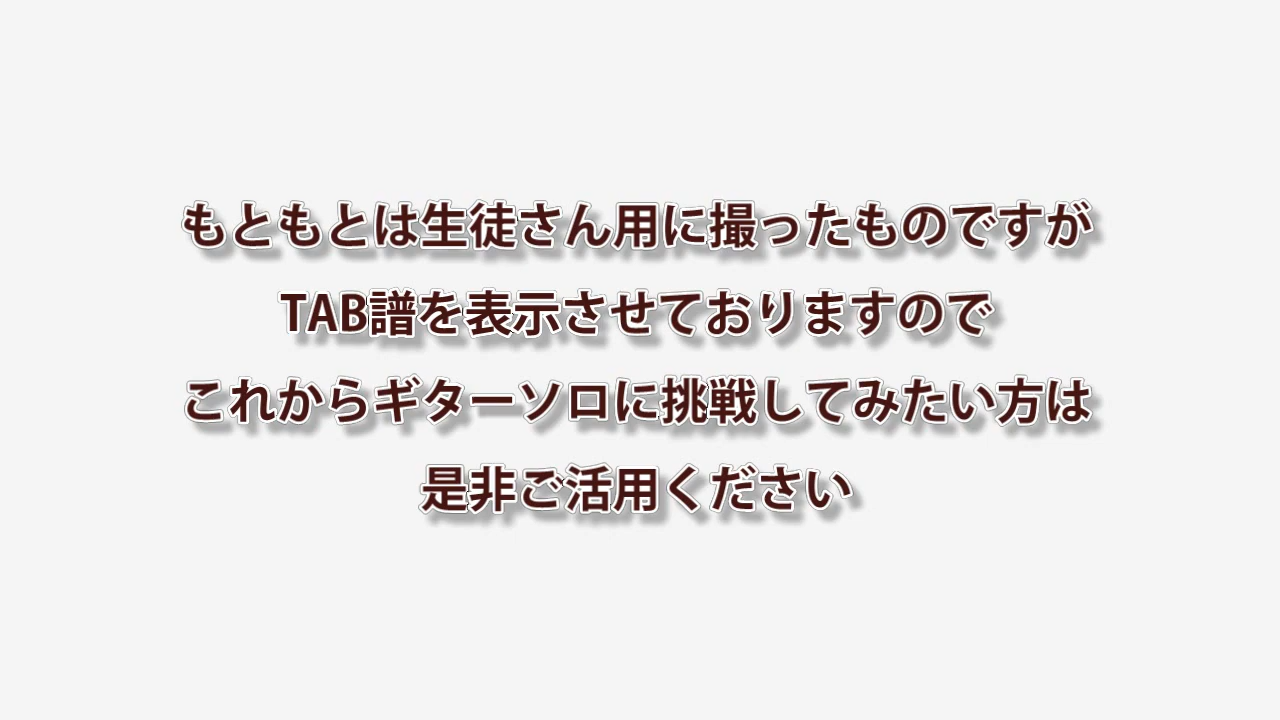 もともとは生徒さん用に撮ったものですが
TAB譜を表示させておりますので
これからギターソロに挑戦してみたい方は
是非ご活用ください